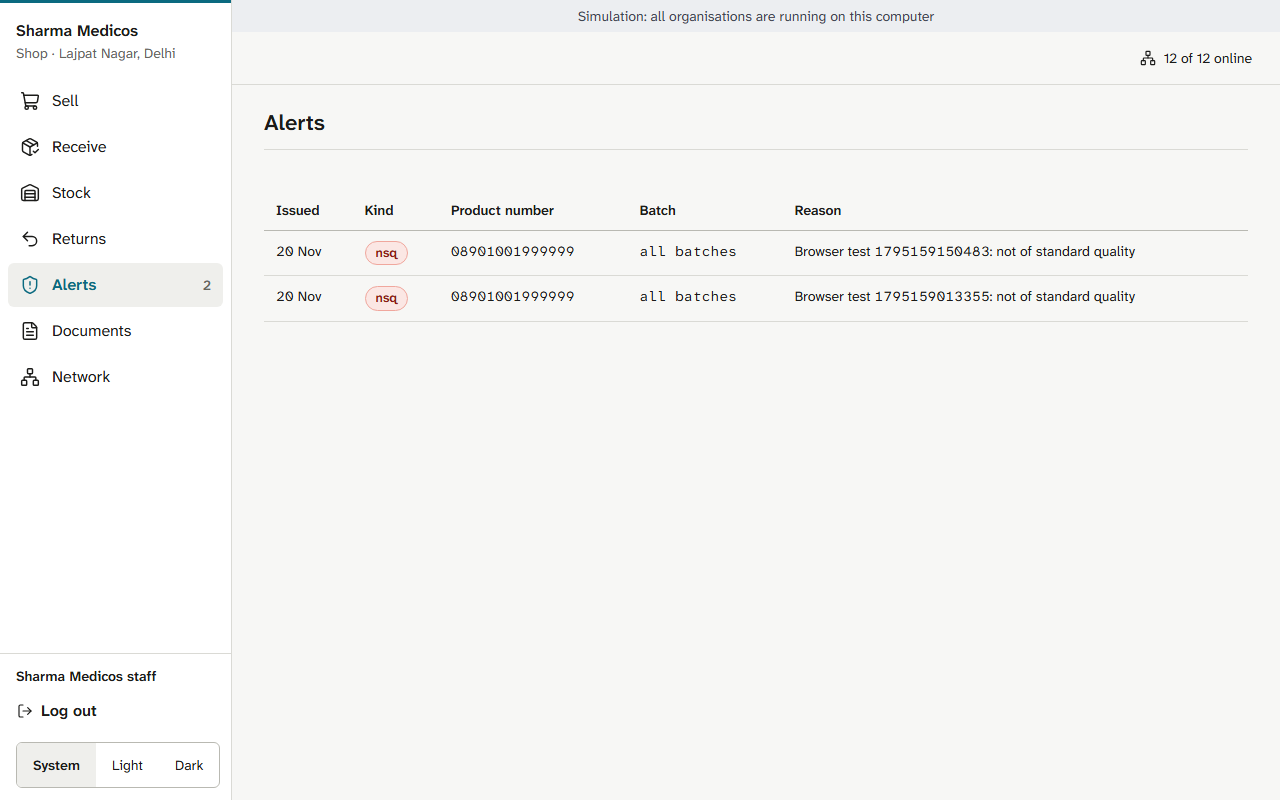 Simulation: all organisations are running on this computer
Sharma Medicos
Shop · Lajpat Nagar, Delhi
12 of 12 online
Sell
Receive
Stock
Returns
Alerts 2
Documents
Network
Alerts
Issued Kind Product number Batch Reason
20 Nov nsq 08901001999999 all batches Browser test 1795159150483: not of standard quality
20 Nov nsq 08901001999999 all batches Browser test 1795159013355: not of standard quality
Sharma Medicos staff
Log out
System Light Dark